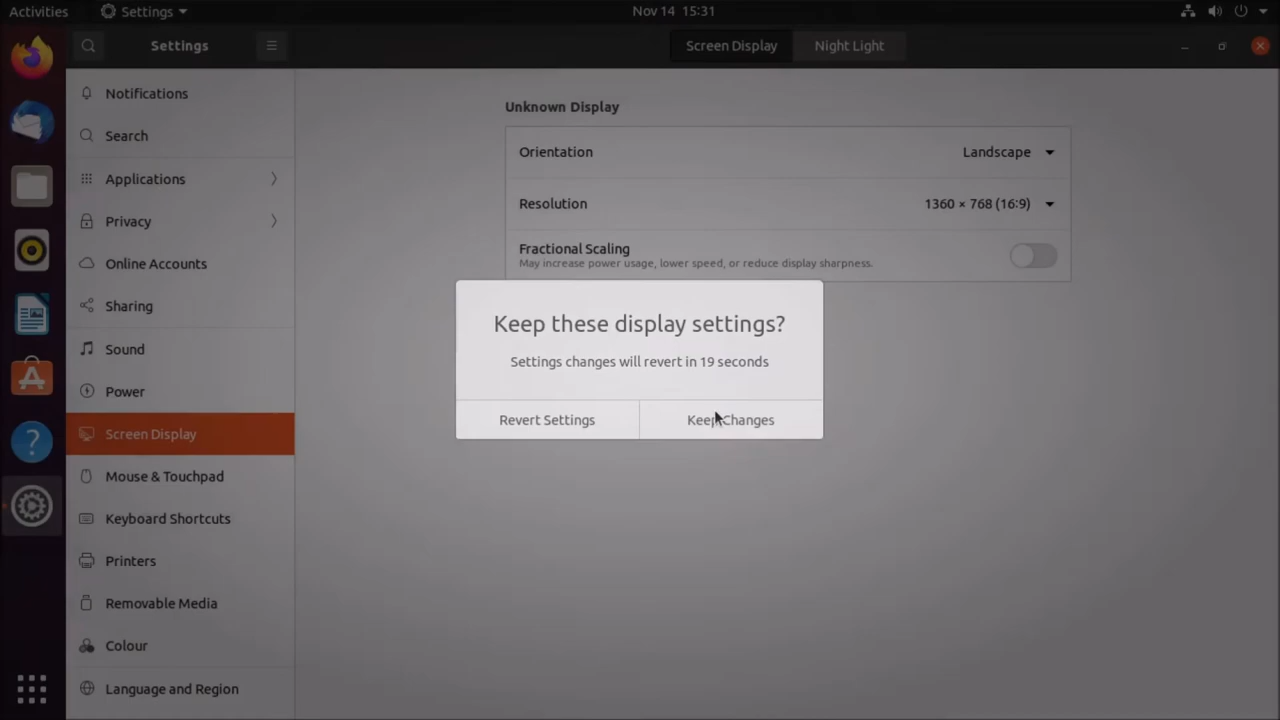 Activities
Settings
Nov 14 15:31
Settings
Screen Display
Night Light
Notifications
Search
Applications
Privacy
Online Accounts
Sharing
Sound
Power
Screen Display
Mouse & Touchpad
Keyboard Shortcuts
Printers
Removable Media
Colour
Language and Region
Unknown Display
Orientation
Landscape
Resolution
1360 × 768 (16:9)
Fractional Scaling
May increase power usage, lower speed, or reduce display sharpness.
Keep these display settings?
Settings changes will revert in 19 seconds
Revert Settings
Keep Changes